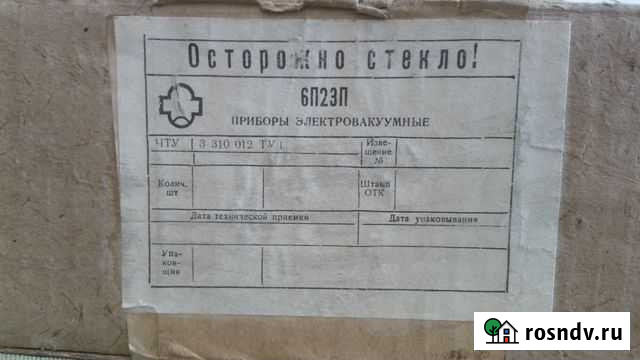 Осторожно стекло!
6П23П
ПРИБОРЫ ЭЛЕКТРОВАКУУМНЫЕ
ЧТУ 3 310 012 ТУ1
Изве-
щение
№
Колич.
шт
Штамп
ОТК
Дата технической приемки
Дата упаковывания
Упа-
ков-
щик
rosndv.ru